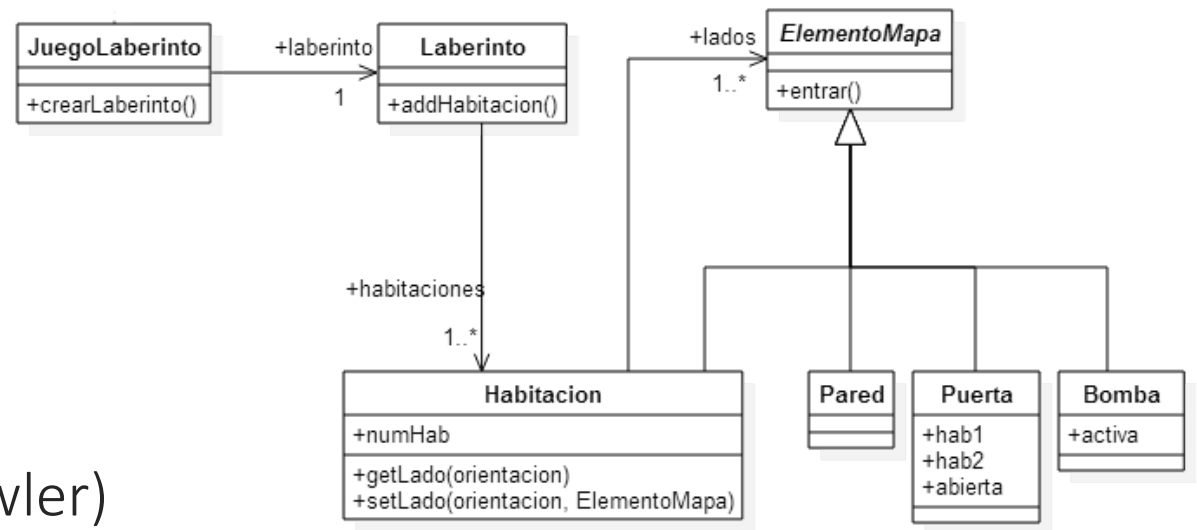 JuegoLaberinto
+crearLaberinto()
+laberinto
1
Laberinto
+addHabitacion()
+lados
1..*
ElementoMapa
+entrar()
+habitaciones
1..*
Habitacion
+numHab
+getLado(orientacion)
+setLado(orientacion, ElementoMapa)
Pared
Puerta
+hab1
+hab2
+abierta
Bomba
+activa